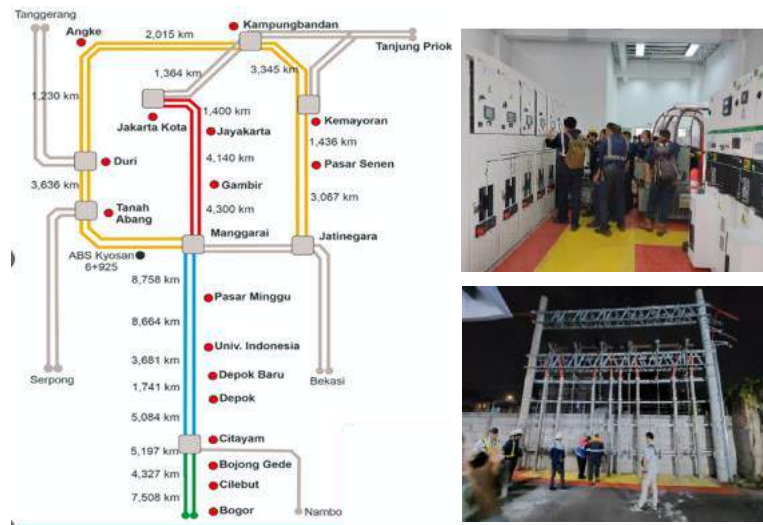 Tanggerang
Kampungbandan
Angke
2,015 km
Tanjung Priok
1,364 km
3,345 km
1,230 km
1,400 km
Jakarta Kota
Jayakarta
Kemayoran
4,140 km
1,436 km
Duri
Pasar Senen
3,636 km
Gambir
3,067 km
Tanah
Abang
4,300 km
Manggarai
Jatinegara
ABS Kyosan
6+925
8,758 km
Pasar Minggu
8,664 km
Univ. Indonesia
3,681 km
Depok Baru
1,741 km
Serpong
Bekasi
Depok
5,084 km
Citayam
5,197 km
Bojong Gede
4,327 km
Cilebut
7,508 km
Bogor
Nambo